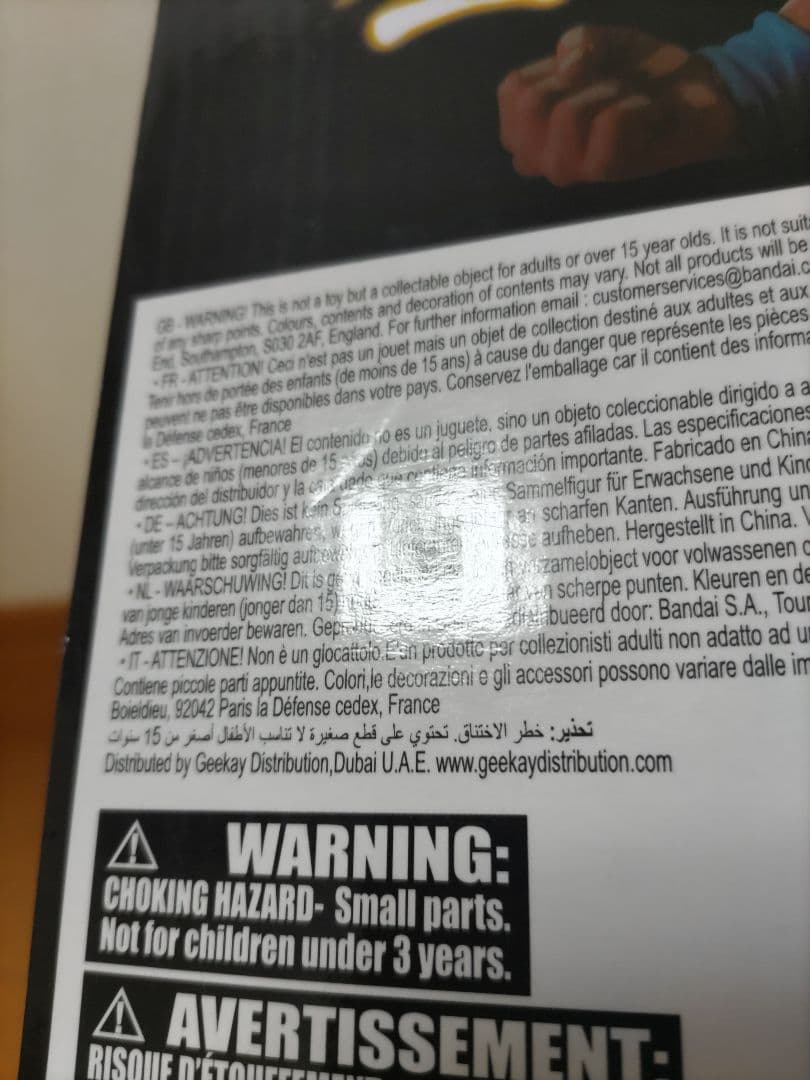 GB - WARNING! This is not a toy but a collectable object for adults or over 15 year olds. It is not suit
of any sharp points. Colours, contents and decoration of contents may vary. Not all products will be
End, Southampton, S030 2AF, England. For further information email : customerservices@bandai.c
• FR - ATTENTION! Ceci n'est pas un jouet mais un objet de collection destiné aux adultes et aux
Tenir hors de portée des enfants (de moins de 15 ans) à cause du danger que représente les pièces
peuvent ne pas être disponibles dans votre pays. Conservez l'emballage car il contient des informa
la Défense cedex, France
• ES – ¡ADVERTENCIA! El contenido no es un juguete, sino un objeto coleccionable dirigido a a
alcance de niños (menores de 15 años) debido al peligro de partes afiladas. Las especificaciones
dirección del distribuidor y la que contiene información importante. Fabricado en China
• DE – ACHTUNG! Dies ist kein Sammelfigur für Erwachsene und Kind
(unter 15 Jahren) aufbewahren, an scharfen Kanten. Ausführung un
Verpackung bitte sorgfältig aufheben. Hergestellt in China. V
• NL - WAARSCHUWING! Dit is zamelobject voor volwassenen
van jonge kinderen (jonger dan 15) van scherpe punten. Kleuren en de
Adres van invoerder bewaren. distribueerd door: Bandai S.A., Tour
• IT - ATTENZIONE! Non è un giocattolo. E' un prodotto per collezionisti adulti non adatto ad u
Contiene piccole parti appuntite. Colori,le decorazioni e gli accessori possono variare dalle im
Boieldieu, 92042 Paris la Défense cedex, France
تحذير: خطر الاختناق. تحتوي على قطع صغيرة لا تناسب الأطفال أصغر من 15 سنوات
Distributed by Geekay Distribution,Dubai U.A.E. www.geekaydistribution.com
WARNING:
CHOKING HAZARD- Small parts.
Not for children under 3 years.
AVERTISSEMENT:
RISQUE D'ÉTOUFFEMENT